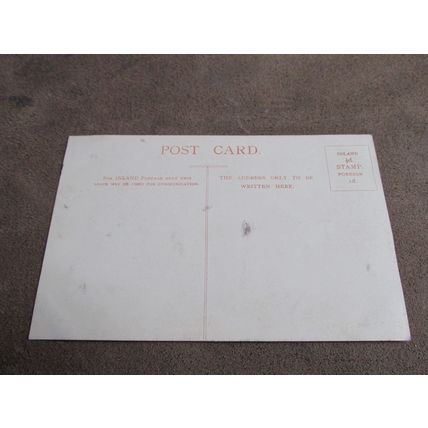 POST CARD.
FOR INLAND POSTAGE ONLY THIS
SPACE MAY BE USED FOR COMMUNICATION.
THE ADDRESS ONLY TO BE
WRITTEN HERE.
INLAND
½d.
STAMP.
FOREIGN
1d.